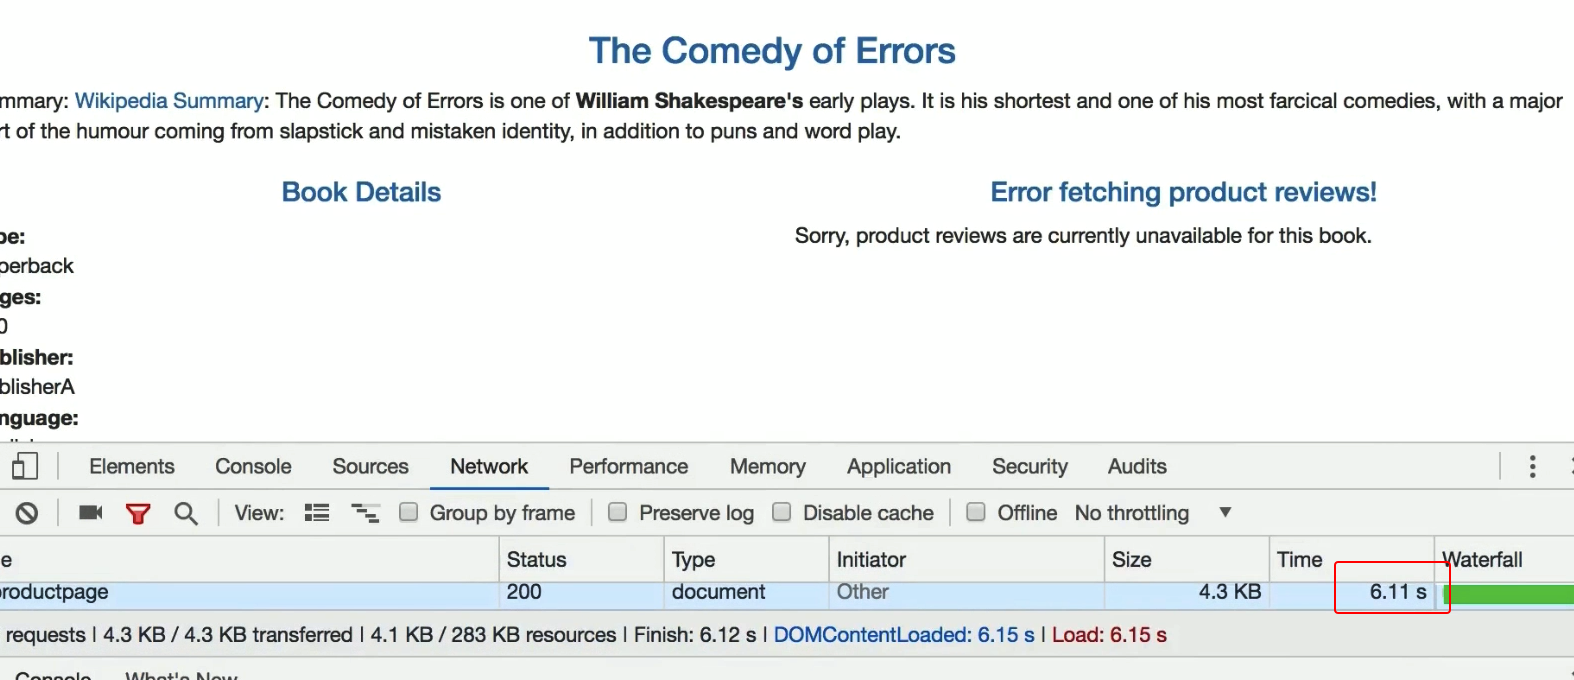 The Comedy of Errors
mmary: Wikipedia Summary: The Comedy of Errors is one of William Shakespeare's early plays. It is his shortest and one of his most farcical comedies, with a major
rt of the humour coming from slapstick and mistaken identity, in addition to puns and word play.
Book Details
Error fetching product reviews!
Sorry, product reviews are currently unavailable for this book.
pe:
perback
ges:
0
blisher:
blisherA
nguage:
Elements Console Sources Network Performance Memory Application Security Audits
View: Group by frame Preserve log Disable cache Offline No throttling
e Status Type Initiator Size Time Waterfall
roductpage 200 document Other 4.3 KB 6.11 s
requests | 4.3 KB / 4.3 KB transferred | 4.1 KB / 283 KB resources | Finish: 6.12 s | DOMContentLoaded: 6.15 s | Load: 6.15 s
Console What's New